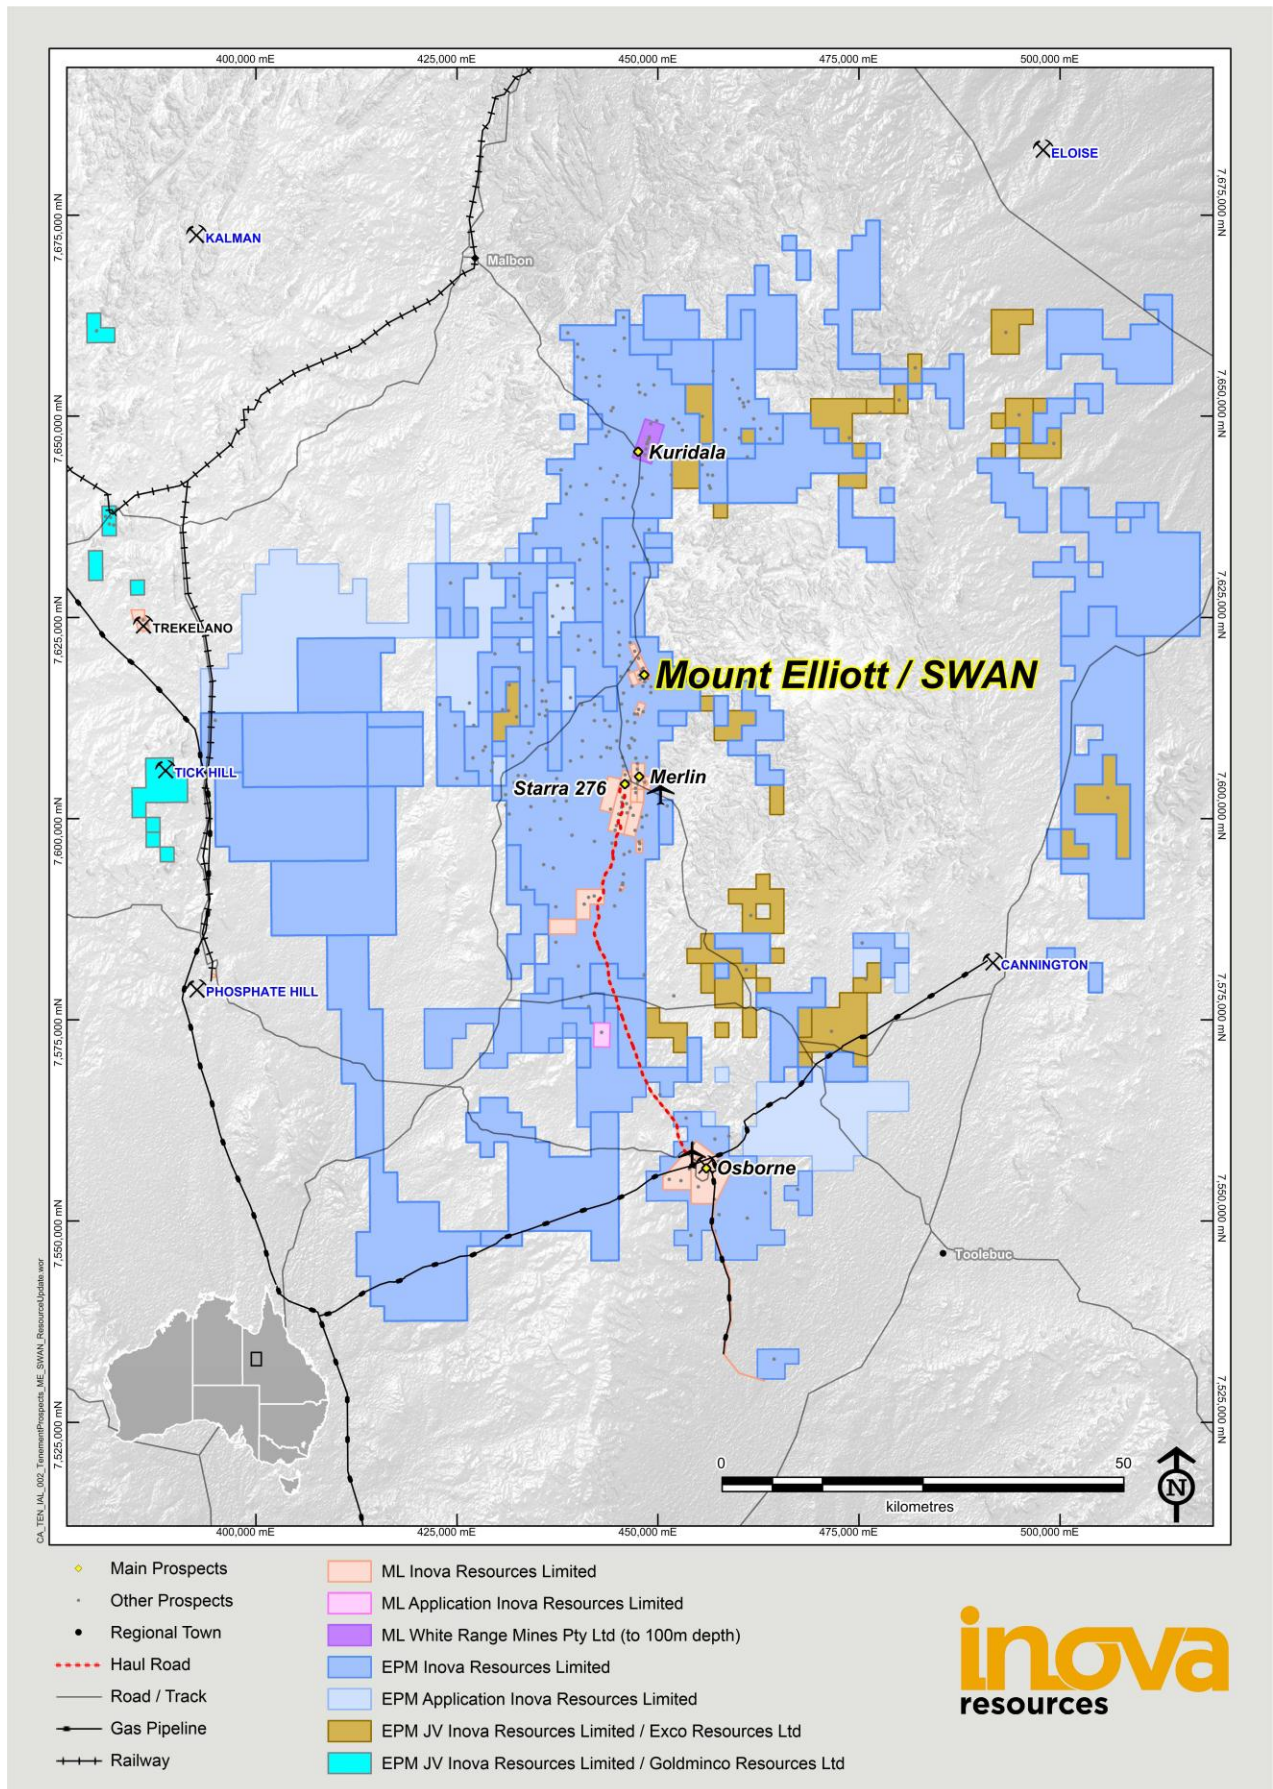 400,000 mE
425,000 mE
450,000 mE
475,000 mE
500,000 mE
7,675,000 mN
7,675,000 mN
ELOISE
KALMAN
Malbon
7,650,000 mN
7,650,000 mN
Kuridala
7,625,000 mN
7,625,000 mN
TREKELANO
Mount Elliott / SWAN
TICK HILL
Merlin
Starra 276
7,600,000 mN
7,600,000 mN
CANNINGTON
PHOSPHATE HILL
7,575,000 mN
7,575,000 mN
Osborne
7,550,000 mN
7,550,000 mN
Toolebuc
7,525,000 mN
7,525,000 mN
0
50
kilometres
N
CA_TEN_IAL_002_TenementProspects_ME_SWAN_ResourceUpdate.wor
400,000 mE
425,000 mE
450,000 mE
475,000 mE
500,000 mE
Main Prospects
Other Prospects
Regional Town
Haul Road
Road / Track
Gas Pipeline
Railway
ML Inova Resources Limited
ML Application Inova Resources Limited
ML White Range Mines Pty Ltd (to 100m depth)
EPM Inova Resources Limited
EPM Application Inova Resources Limited
EPM JV Inova Resources Limited / Exco Resources Ltd
EPM JV Inova Resources Limited / Goldminco Resources Ltd
inova
resources